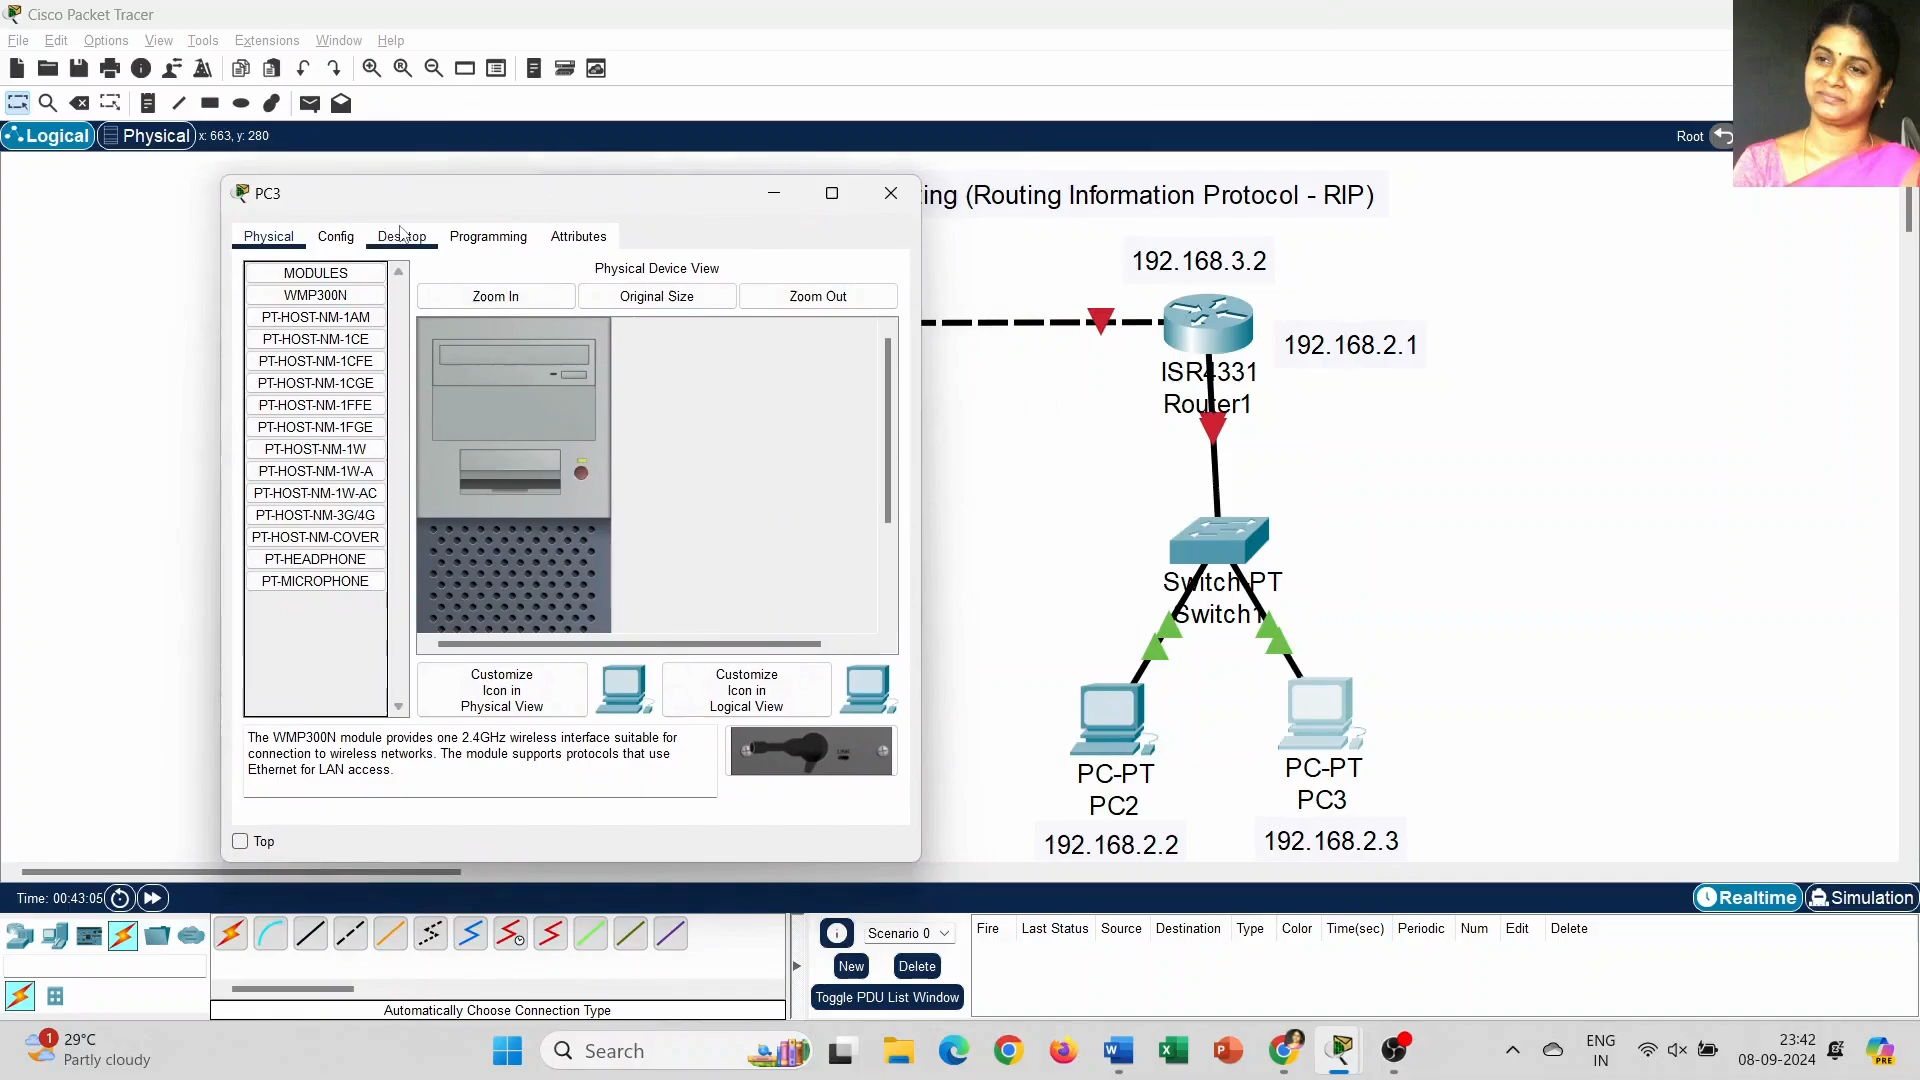 Cisco Packet Tracer
File Edit Options View Tools Extensions Window Help
Logical Physical x: 663, y: 280 Root
PC3
Physical Config Desktop Programming Attributes
MODULES
WMP300N
PT-HOST-NM-1AM
PT-HOST-NM-1CE
PT-HOST-NM-1CFE
PT-HOST-NM-1CGE
PT-HOST-NM-1FFE
PT-HOST-NM-1FGE
PT-HOST-NM-1W
PT-HOST-NM-1W-A
PT-HOST-NM-1W-AC
PT-HOST-NM-3G/4G
PT-HOST-NM-COVER
PT-HEADPHONE
PT-MICROPHONE
Physical Device View
Zoom In Original Size Zoom Out
Customize
Icon in
Physical View
Customize
Icon in
Logical View
The WMP300N module provides one 2.4GHz wireless interface suitable for
connection to wireless networks. The module supports protocols that use
Ethernet for LAN access.
Top
ing (Routing Information Protocol - RIP)
192.168.3.2
192.168.2.1
ISR4331
Router1
Switch-PT
Switch1
PC-PT
PC2
192.168.2.2
PC-PT
PC3
192.168.2.3
Time: 00:43:05 Realtime Simulation
Scenario 0
New Delete
Toggle PDU List Window
Fire Last Status Source Destination Type Color Time(sec) Periodic Num Edit Delete
Automatically Choose Connection Type
1
29°C
Partly cloudy
Search
ENG
IN
23:42
08-09-2024
PRE